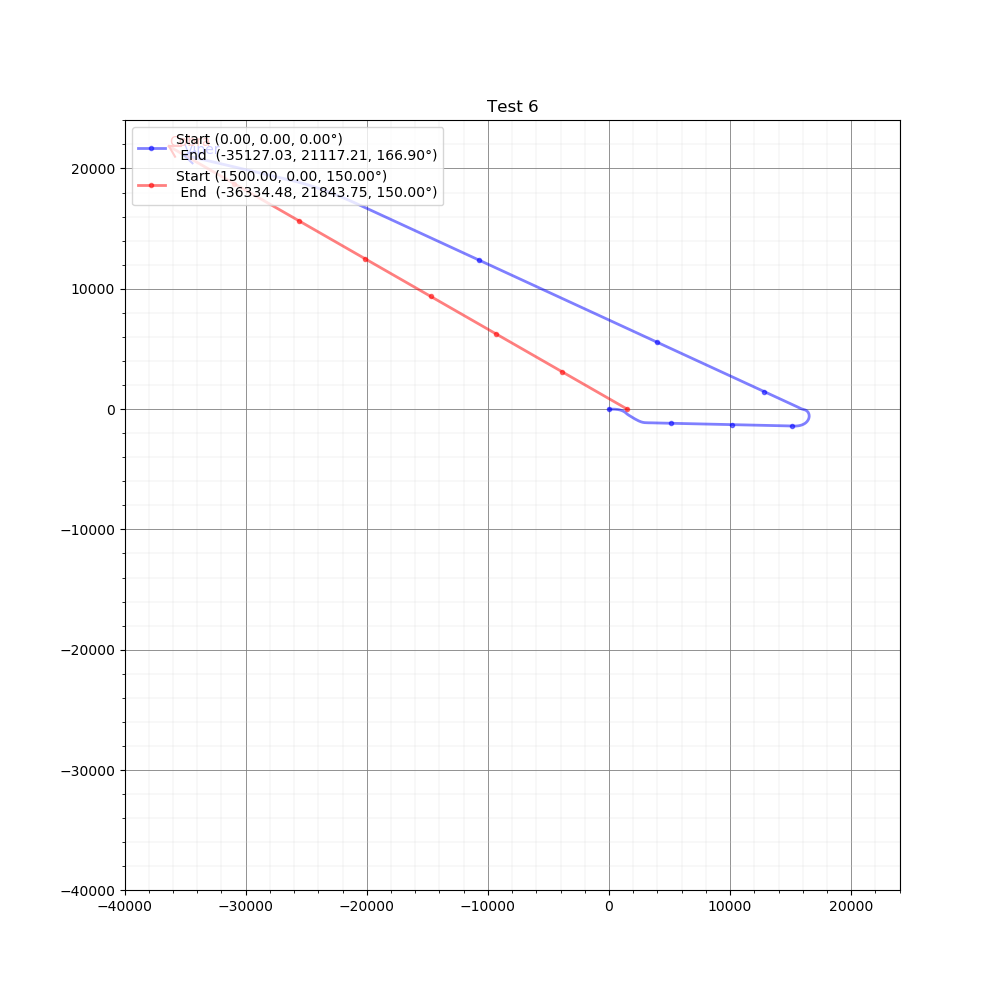 Test 6
Start (0.00, 0.00, 0.00°)
End (-35127.03, 21117.21, 166.90°)
Start (1500.00, 0.00, 150.00°)
End (-36334.48, 21843.75, 150.00°)
20000
10000
0
−10000
−20000
−30000
−40000
−40000 −30000 −20000 −10000 0 10000 20000